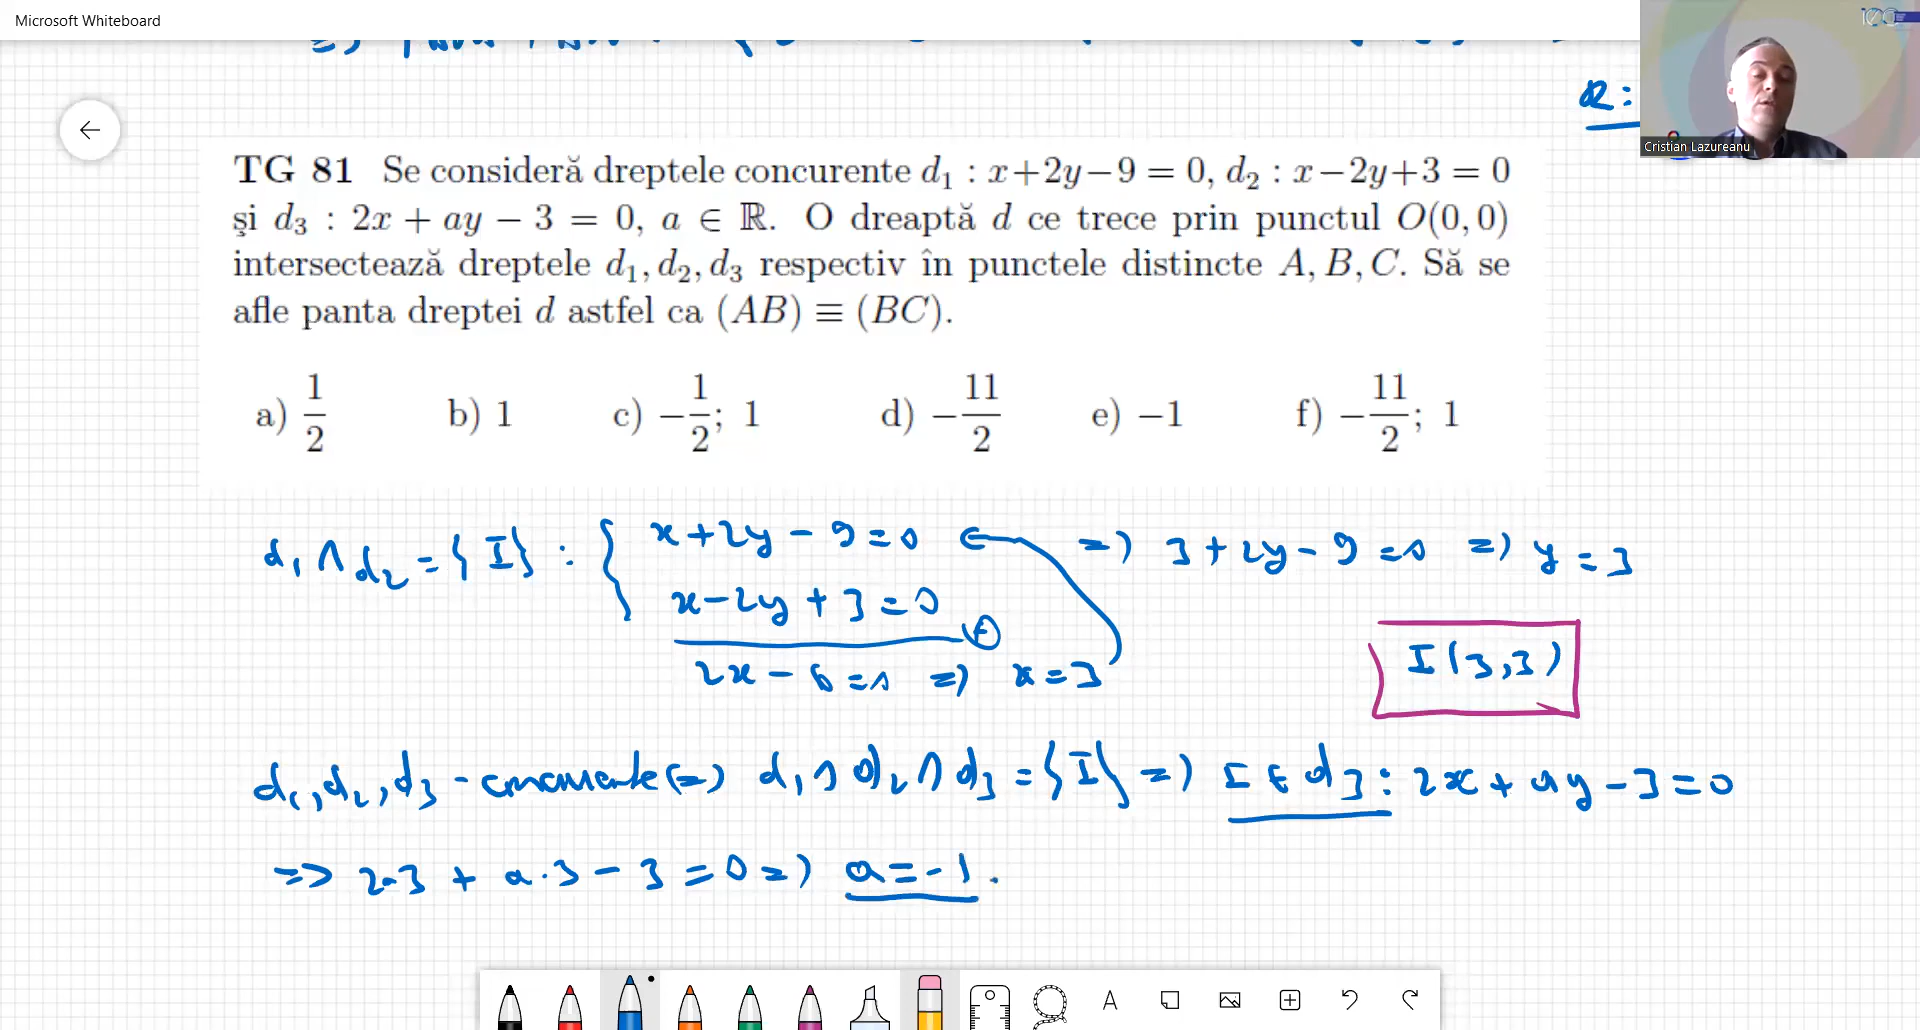 Microsoft Whiteboard
R:
Cristian Lazureanu
TG 81 Se consideră dreptele concurente d₁ : x+2y−9 = 0, d₂ : x−2y+3 = 0
şi d₃ : 2x + ay − 3 = 0, a ∈ ℝ. O dreaptă d ce trece prin punctul O(0, 0)
intersectează dreptele d₁, d₂, d₃ respectiv în punctele distincte A, B, C. Să se
afle panta dreptei d astfel ca (AB) ≡ (BC).
a) 1/2 b) 1 c) −1/2; 1 d) −11/2 e) −1 f) −11/2; 1
d₁ ∩ d₂ = {I} : { x+2y−9=0 ⇒ 3+2y−9=0 ⇒ y=3
x−2y+3=0 ⊕
2x−6=0 ⇒ x=3
I(3,3)
d₁, d₂, d₃ - concurente (⇒) d₁ ∩ d₂ ∩ d₃ = {I} ⇒ I ∈ d₃ : 2x + ay − 3 = 0
⇒ 2·3 + a·3 − 3 = 0 ⇒ a = −1.
A